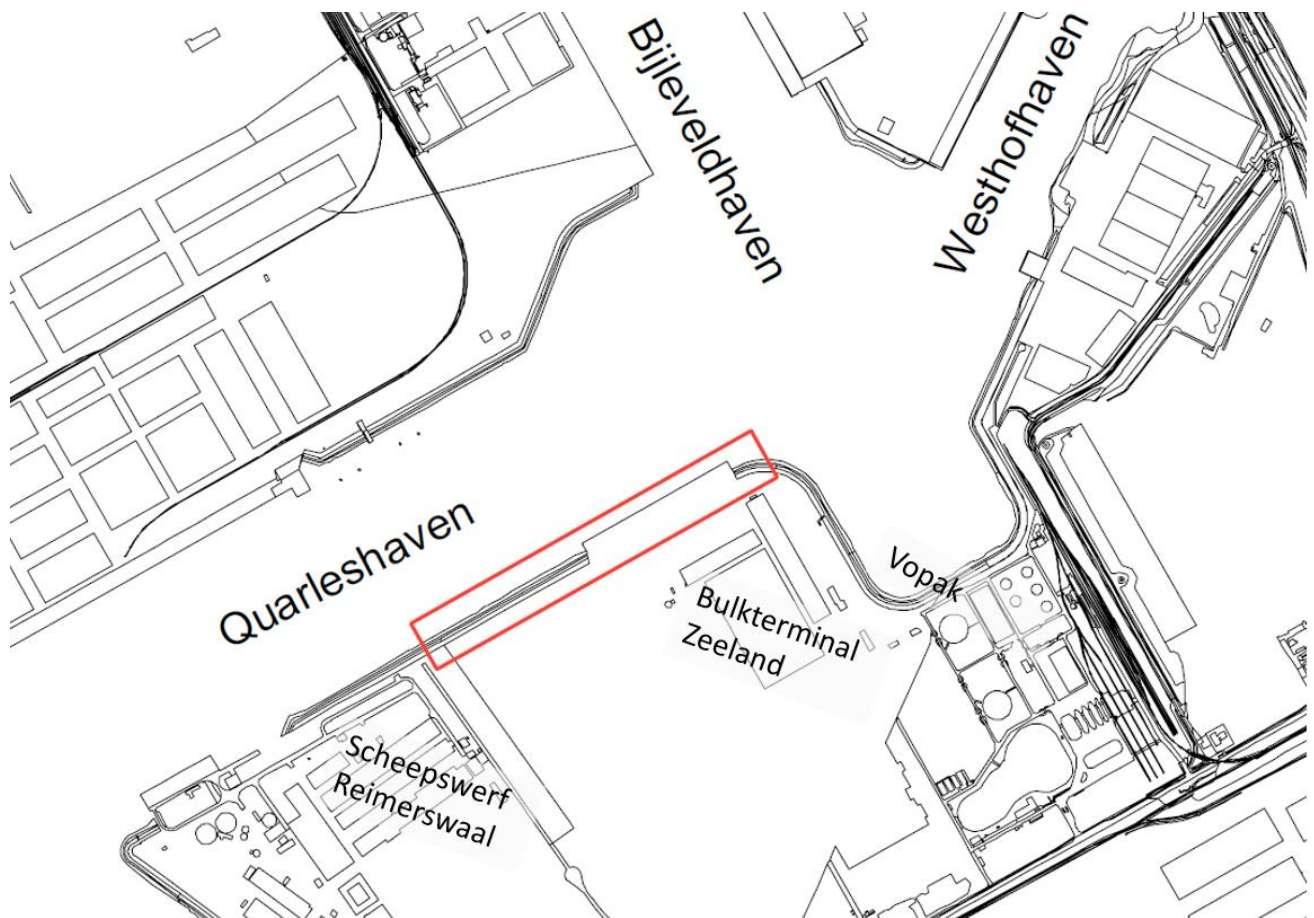 Bijleveldhaven
Westhofhaven
Quarleshaven
Vopak
Bulkterminal
Zeeland
Scheepswerf
Reimerswaal